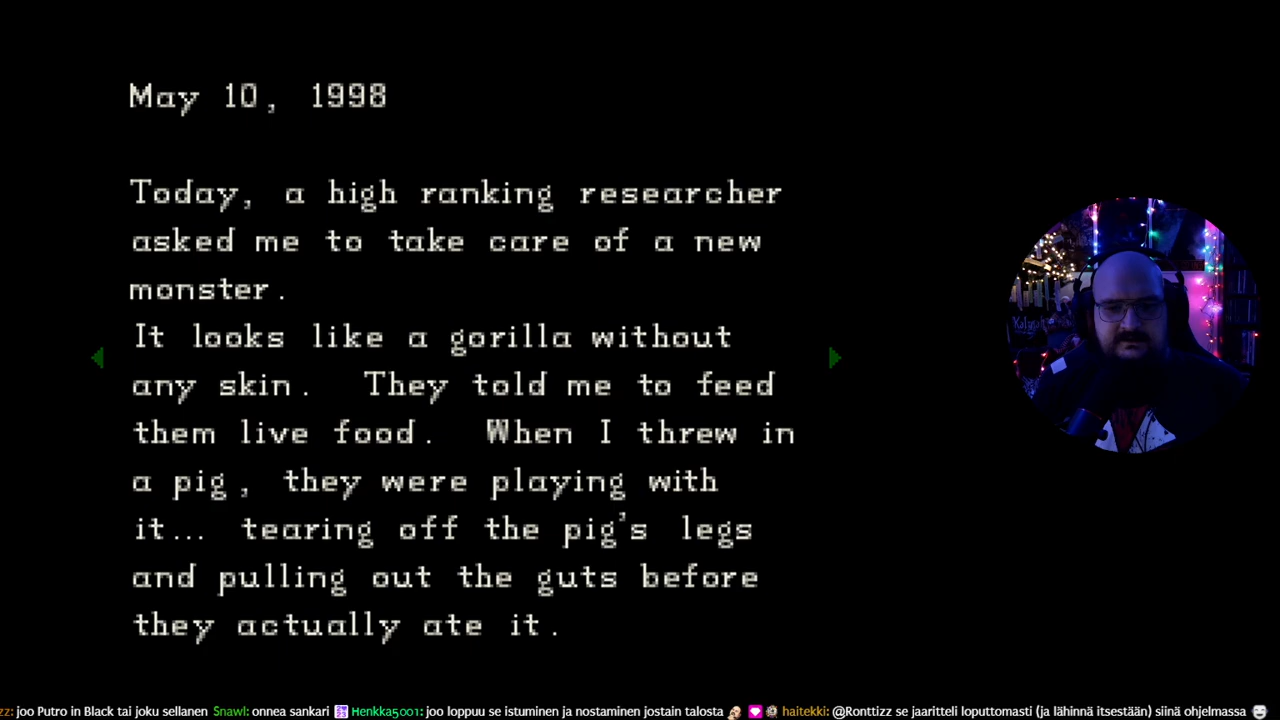 May 10, 1998
Today, a high ranking researcher
asked me to take care of a new
monster.
It looks like a gorilla without
any skin. They told me to feed
them live food. When I threw in
a pig, they were playing with
it... tearing off the pig's legs
and pulling out the guts before
they actually ate it.
zz: joo Putro in Black tai joku sellanen Snawl: onnea sankari Henkka5001: joo loppuu se istuminen ja nostaminen jostain talosta haitekki: @Ronttizz se jaaritteli loputtomasti (ja lähinnä itsestään) siinä ohjelmassa